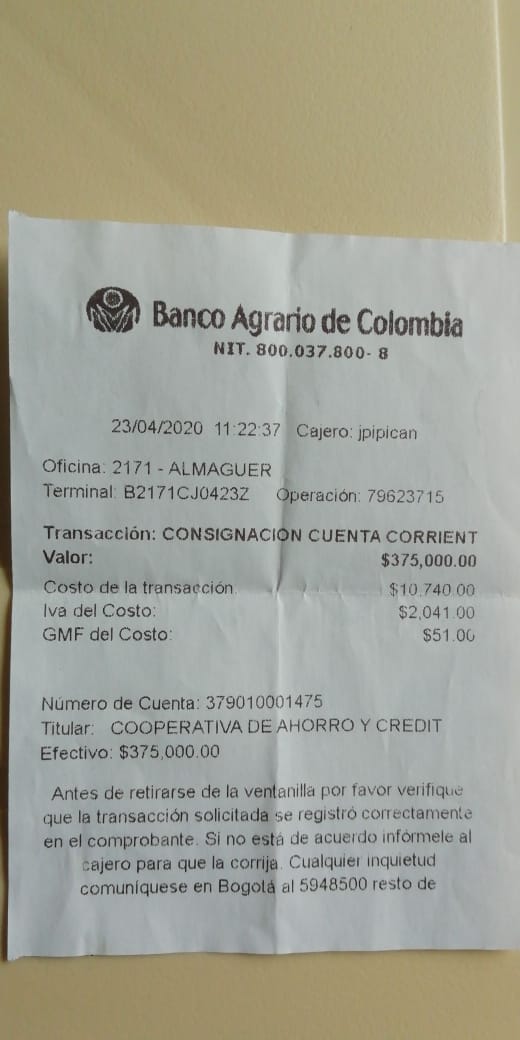 Banco Agrario de Colombia
NIT. 800.037.800- 8
23/04/2020 11:22:37 Cajero: jpipican
Oficina: 2171 - ALMAGUER
Terminal: B2171CJ0423Z Operación: 79623715
Transacción: CONSIGNACION CUENTA CORRIENT
Valor: $375,000.00
Costo de la transacción: $10,740.00
Iva del Costo: $2,041.00
GMF del Costo: $51.00
Número de Cuenta: 379010001475
Titular: COOPERATIVA DE AHORRO Y CREDIT
Efectivo: $375,000.00
Antes de retirarse de la ventanilla por favor verifique
que la transacción solicitada se registró correctamente
en el comprobante. Si no está de acuerdo infórmele al
cajero para que la corrija. Cualquier inquietud
comuníquese en Bogotá al 5948500 resto de